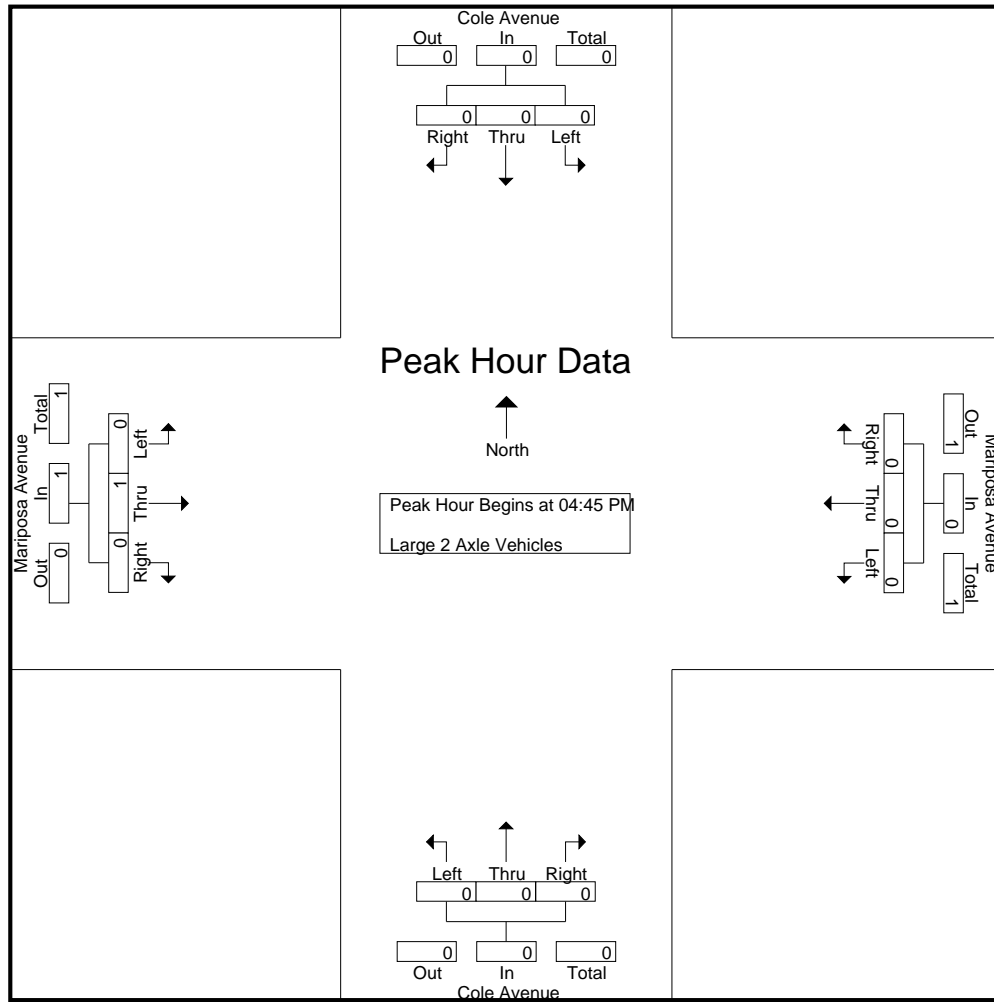 Cole Avenue
Out In Total
0 0 0
0 0 0
Right Thru Left
Peak Hour Data
North
Peak Hour Begins at 04:45 PM
Large 2 Axle Vehicles
Mariposa Avenue
Total In Out
1 1 0
0 1 0
Left Thru Right
Mariposa Avenue
Out In Total
1 0 1
0 0 0
Right Thru Left
Left Thru Right
0 0 0
0 0 0
Out In Total
Cole Avenue